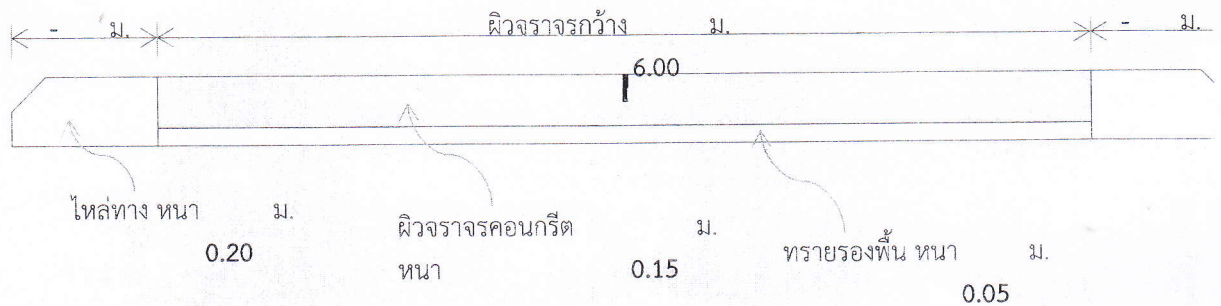 - ม. ผิวจราจรกว้าง ม. - ม.
6.00
ไหล่ทาง หนา ม.
0.20
ผิวจราจรคอนกรีต ม.
หนา 0.15
ทรายรองพื้น หนา ม.
0.05